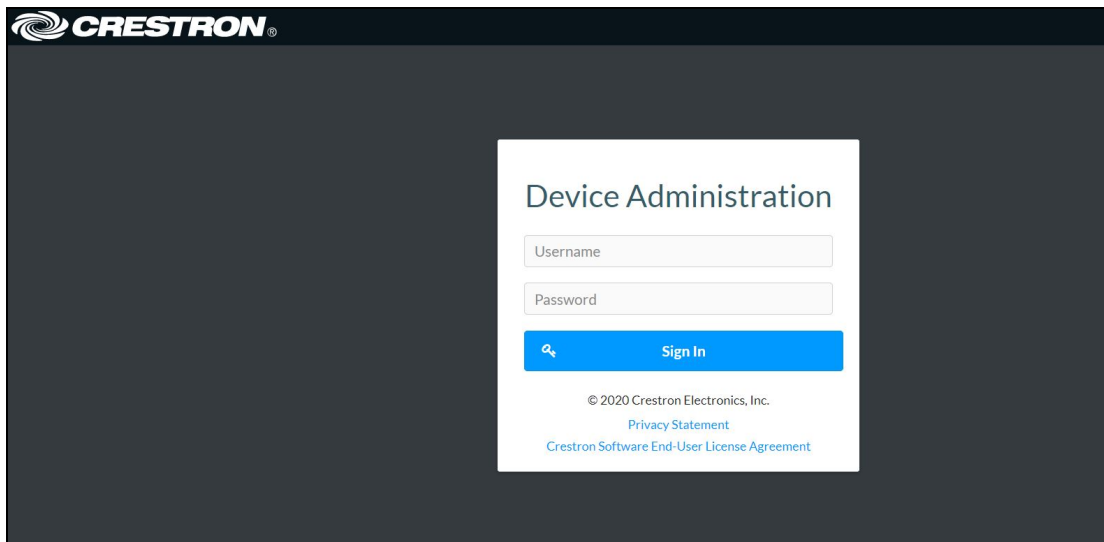 CRESTRON®
Device Administration
Username
Password
Sign In
© 2020 Crestron Electronics, Inc.
Privacy Statement
Crestron Software End-User License Agreement